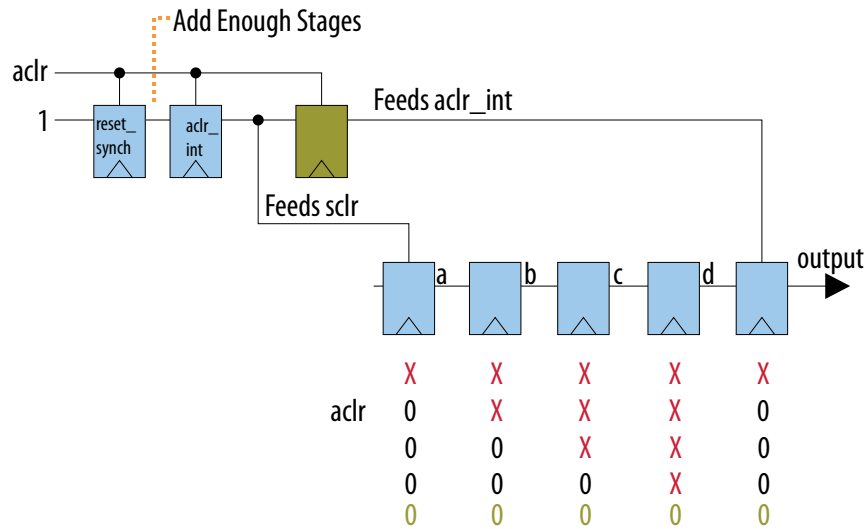 Add Enough Stages
aclr
Feeds aclr_int
1
reset_
synch
aclr_
int
Feeds sclr
a
b
c
d
output
X X X X X
aclr 0 X X X 0
0 0 X X 0
0 0 0 X 0
0 0 0 0 0